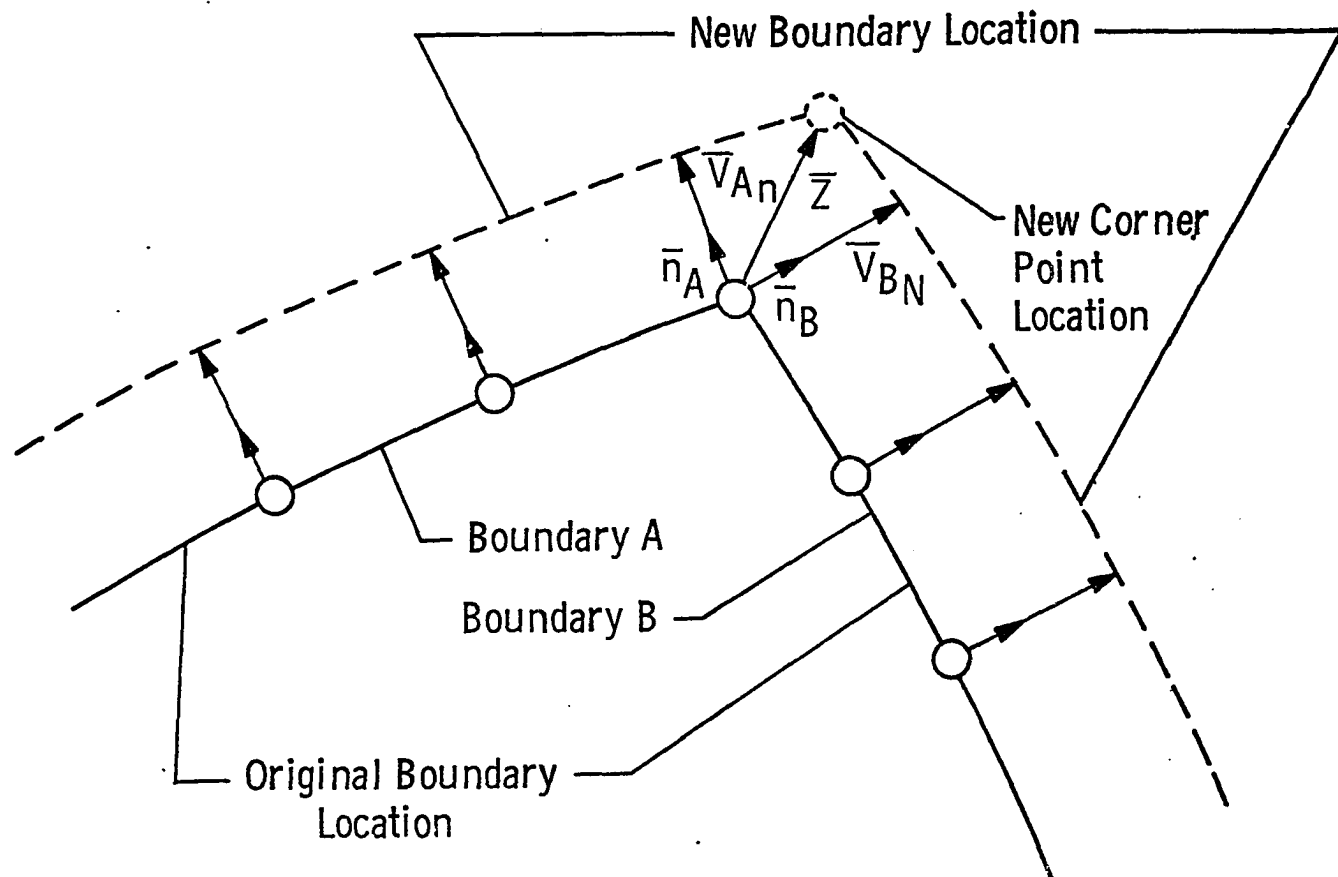 New Boundary Location
V̅An
Z̅
New Corner
Point
Location
n̅A
V̅BN
n̅B
Boundary A
Boundary B
Original Boundary
Location